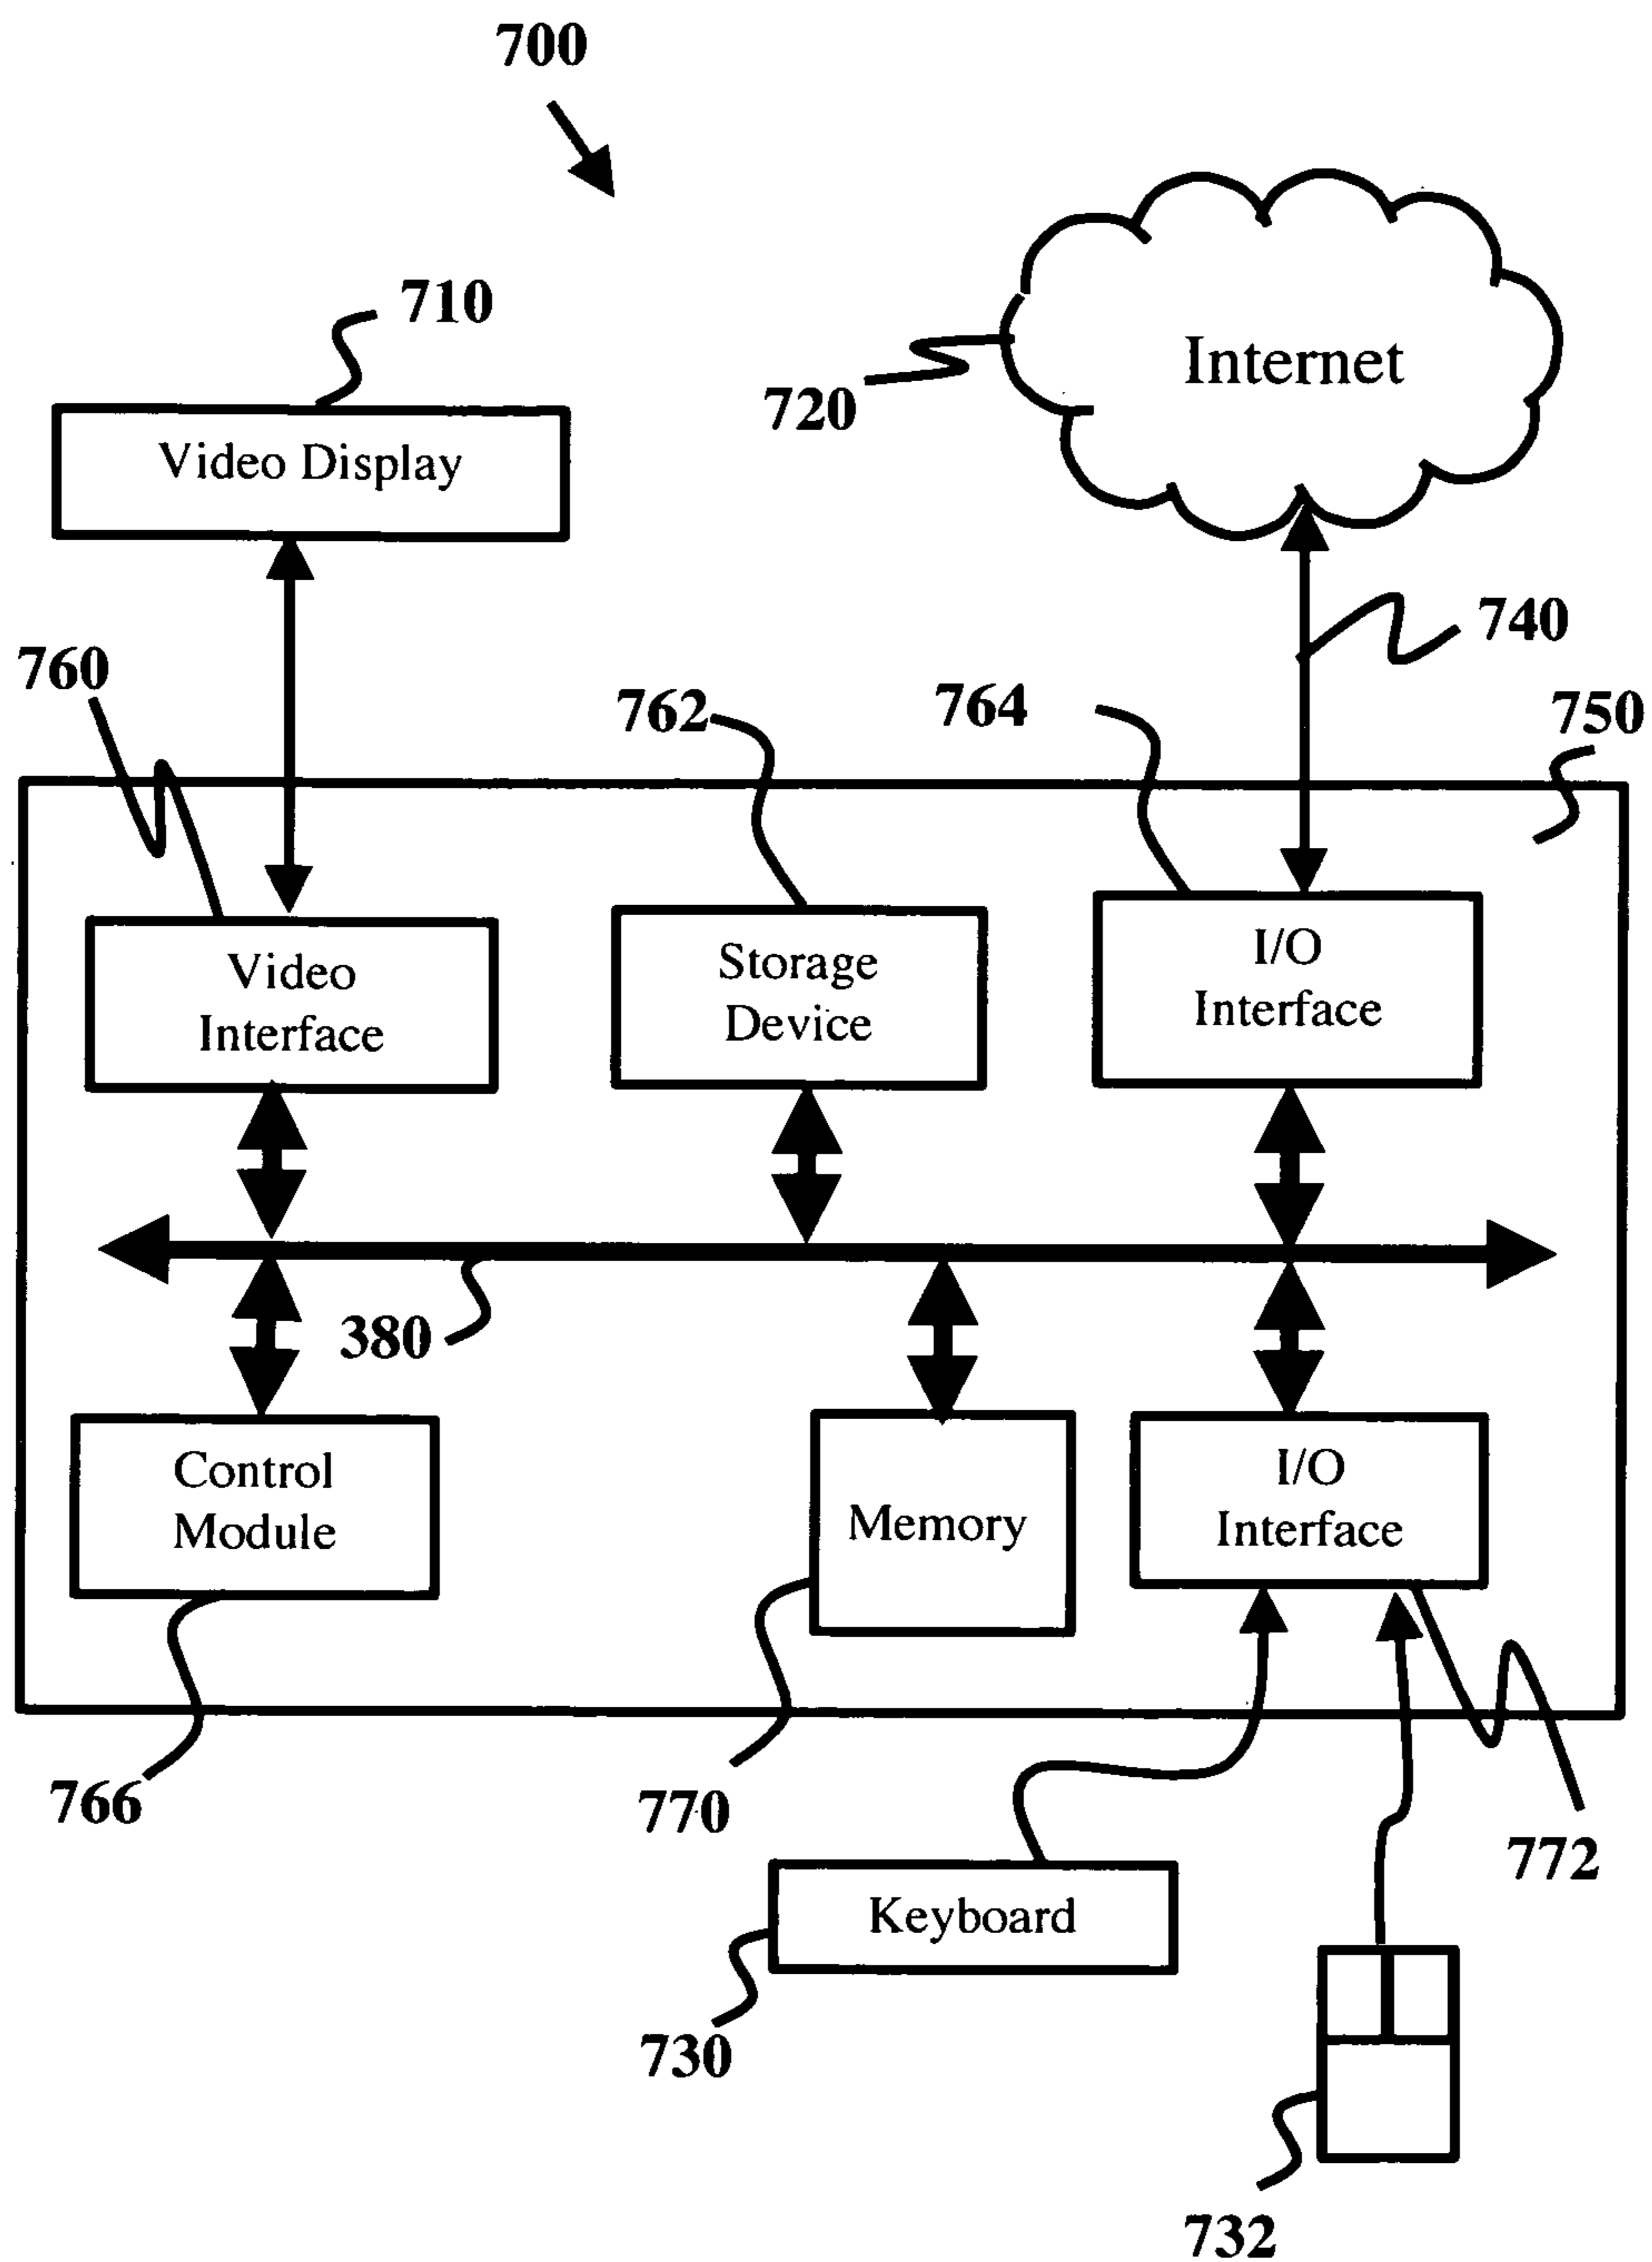 700
710
Internet
720
Video Display
740
760
762
764
750
Video
Interface
Storage
Device
I/O
Interface
380
Control
Module
Memory
I/O
Interface
766
770
772
Keyboard
730
732